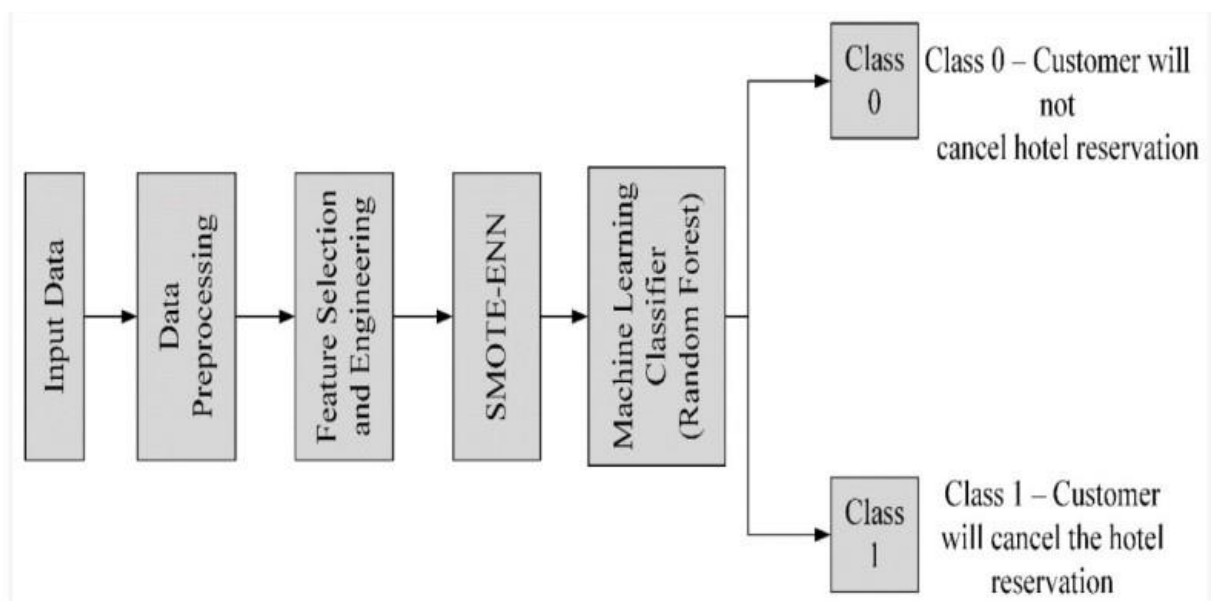 Input Data
Data
Preprocessing
Feature Selection
and Engineering
SMOTE-ENN
Machine Learning
Classifier
(Random Forest)
Class
0
Class 0 – Customer will
not
cancel hotel reservation
Class
1
Class 1 – Customer
will cancel the hotel
reservation